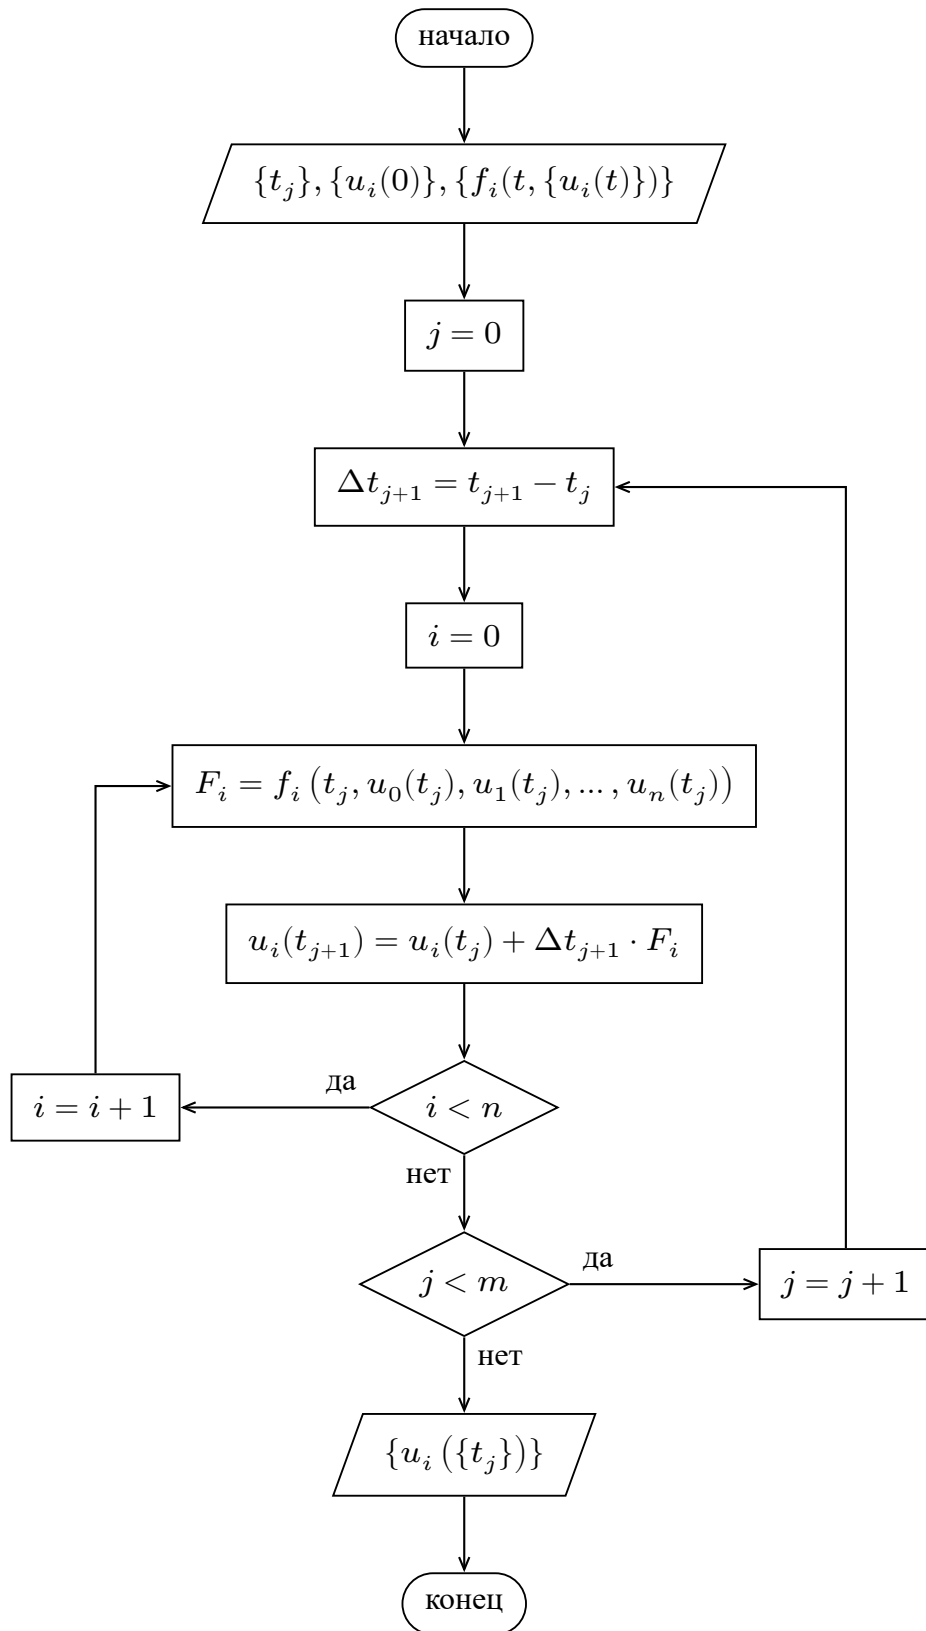 начало
{t_j}, {u_i(0)}, {f_i(t, {u_i(t)})}
j = 0
Δt_{j+1} = t_{j+1} − t_j
i = 0
F_i = f_i (t_j, u_0(t_j), u_1(t_j), ... , u_n(t_j))
u_i(t_{j+1}) = u_i(t_j) + Δt_{j+1} · F_i
да
i = i + 1
i < n
нет
j < m
да
j = j + 1
нет
{u_i ({t_j})}
конец